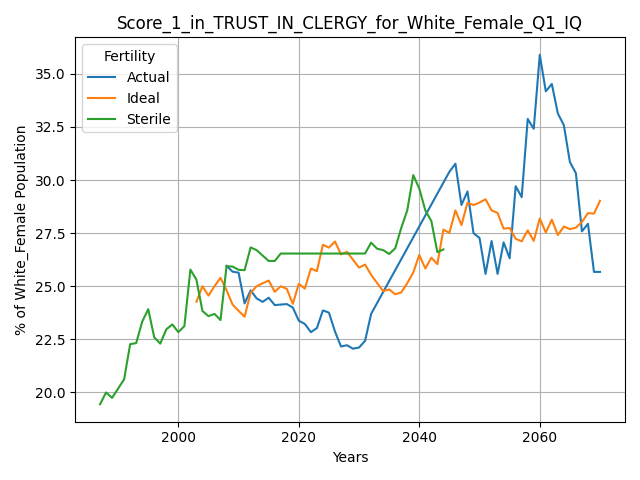 Score_1_in_TRUST_IN_CLERGY_for_White_Female_Q1_IQ
Fertility
Actual
Ideal
Sterile
% of White_Female Population
35.0
32.5
30.0
27.5
25.0
22.5
20.0
2000
2020
2040
2060
Years